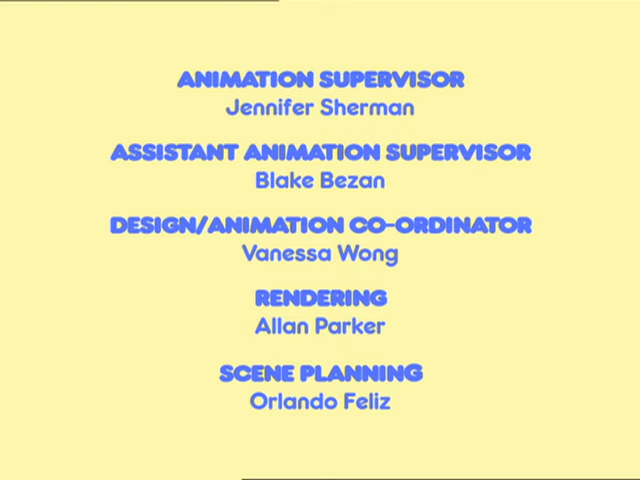 ANIMATION SUPERVISOR
Jennifer Sherman
ASSISTANT ANIMATION SUPERVISOR
Blake Bezan
DESIGN/ANIMATION CO-ORDINATOR
Vanessa Wong
RENDERING
Allan Parker
SCENE PLANNING
Orlando Feliz